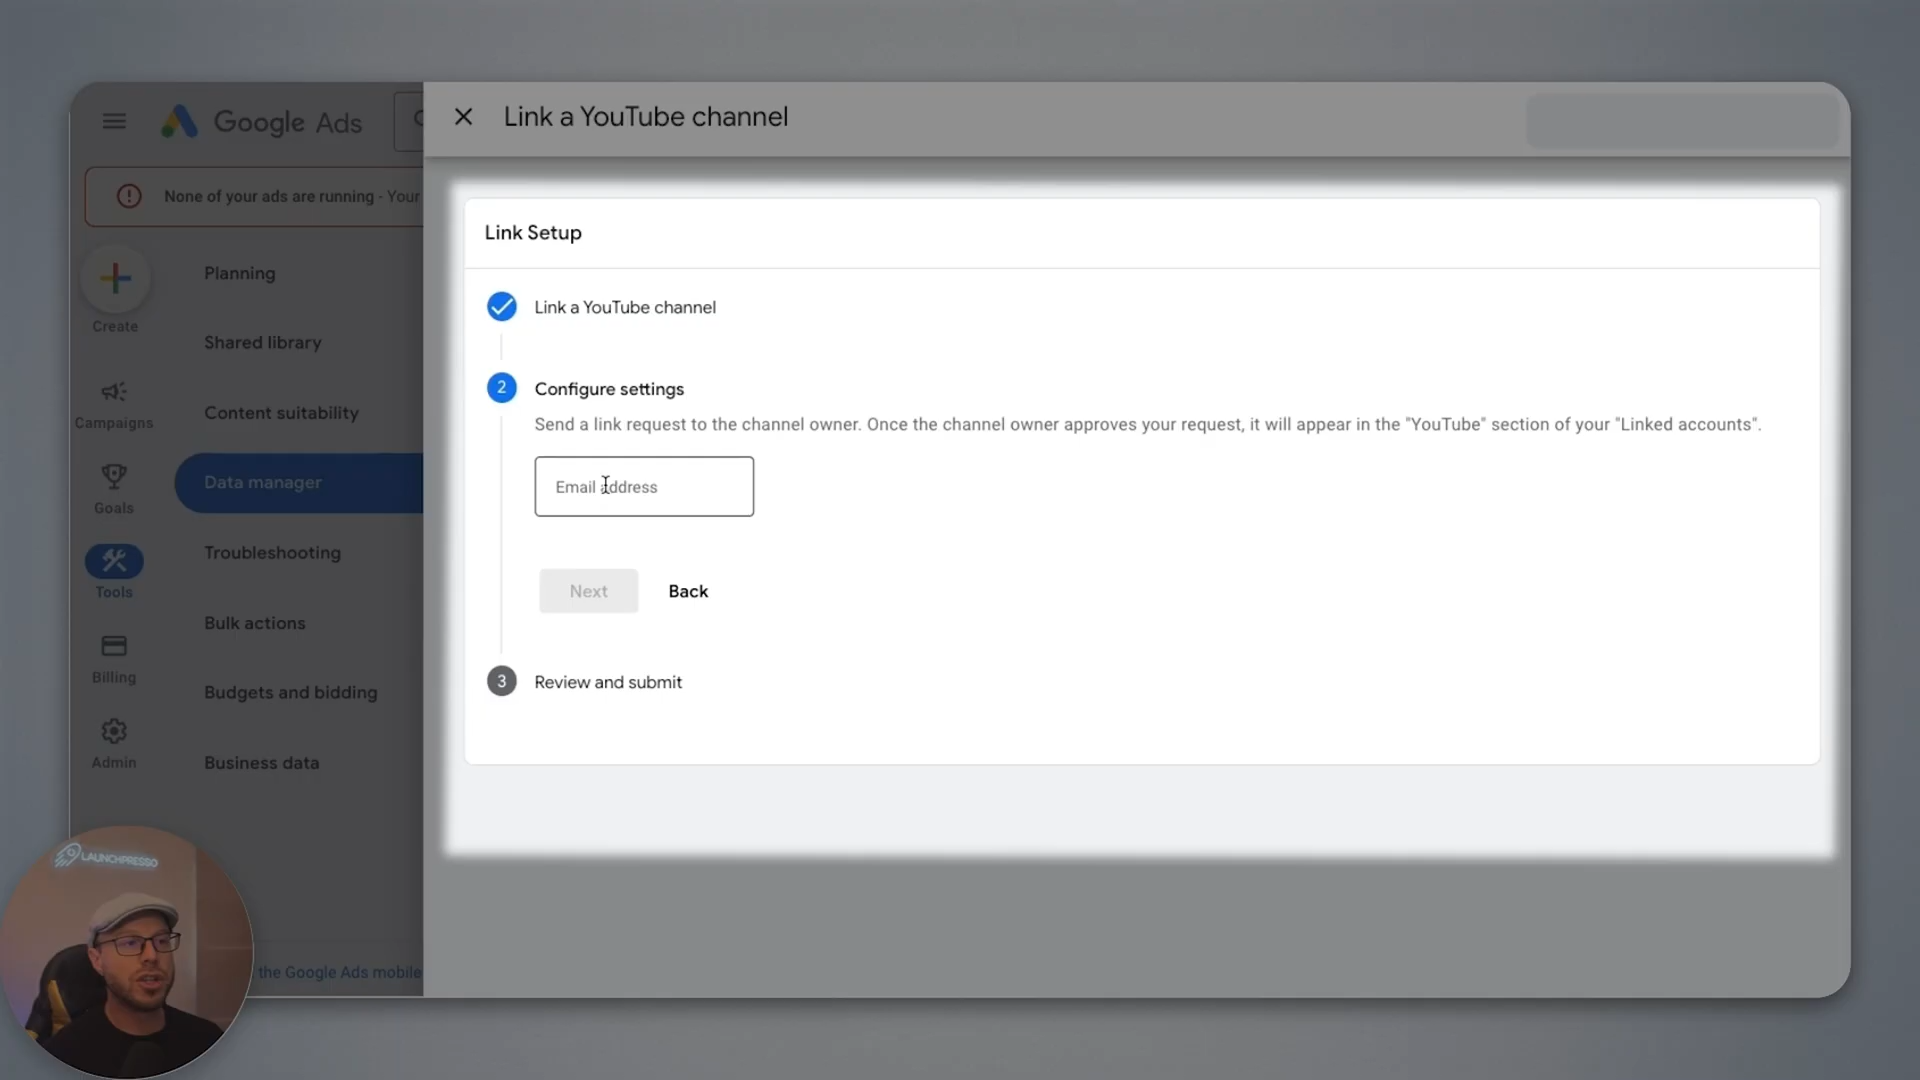 Google Ads
Link a YouTube channel
None of your ads are running - Your
Create
Campaigns
Goals
Tools
Billing
Admin
Planning
Shared library
Content suitability
Data manager
Troubleshooting
Bulk actions
Budgets and bidding
Business data
the Google Ads mobile
Link Setup
Link a YouTube channel
2 Configure settings
Send a link request to the channel owner. Once the channel owner approves your request, it will appear in the "YouTube" section of your "Linked accounts".
Email address
Next Back
3 Review and submit
LAUNCHPRESSO